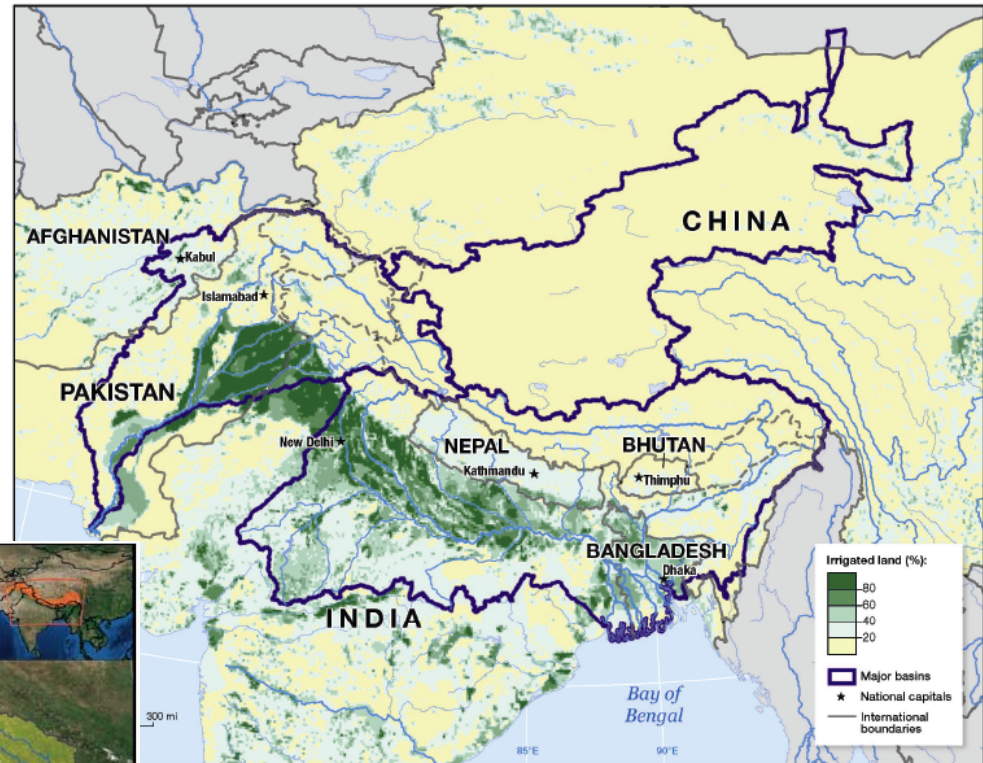 CHINA
AFGHANISTAN
Kabul
Islamabad
PAKISTAN
New Delhi
NEPAL
Kathmandu
BHUTAN
Thimphu
BANGLADESH
Dhaka
INDIA
Bay of
Bengal
300 mi
85°E
90°E
Irrigated land (%):
80
60
40
20
Major basins
National capitals
International
boundaries